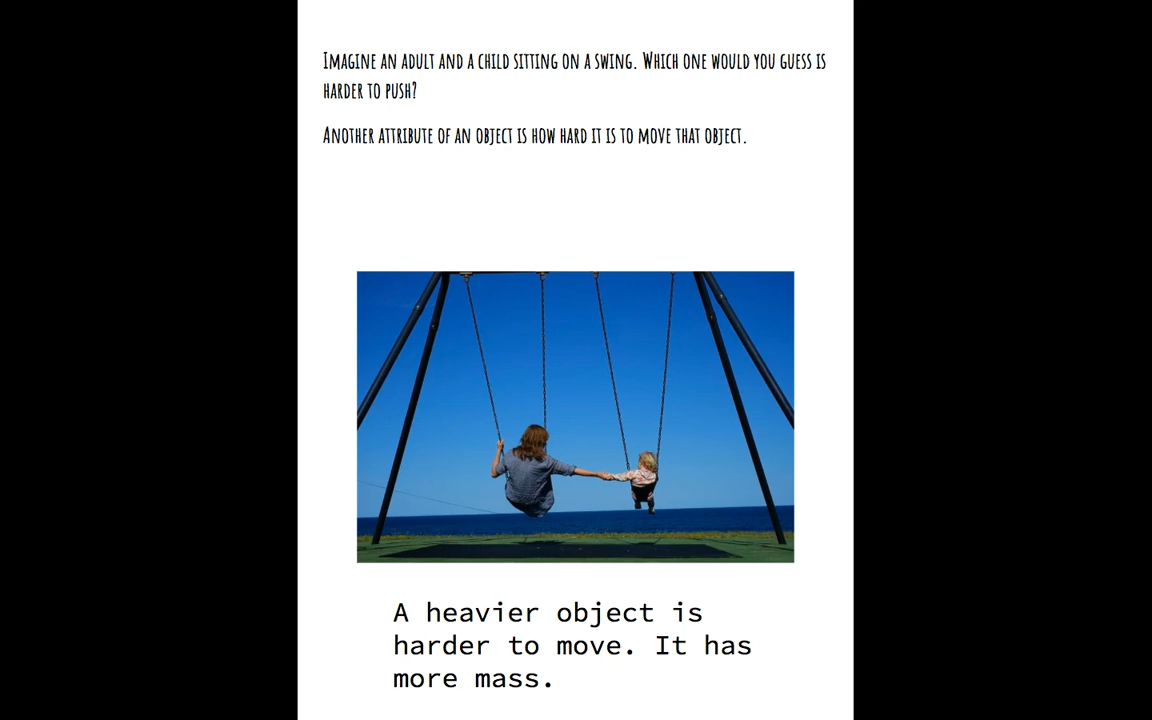 Imagine an adult and a child sitting on a swing. Which one would you guess is
harder to push?
Another attribute of an object is how hard it is to move that object.
A heavier object is
harder to move. It has
more mass.